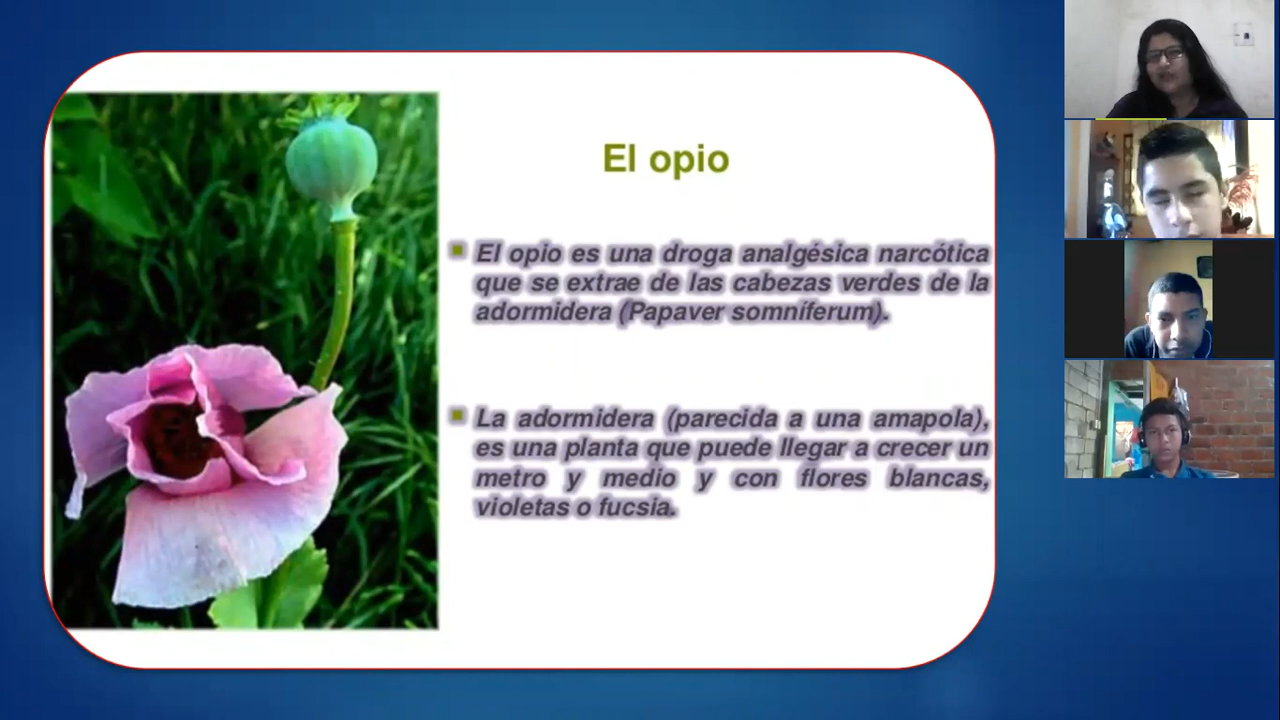 El opio
El opio es una droga analgésica narcótica
que se extrae de las cabezas verdes de la
adormidera (Papaver somníferum).
La adormidera (parecida a una amapola),
es una planta que puede llegar a crecer un
metro y medio y con flores blancas,
violetas o fucsia.